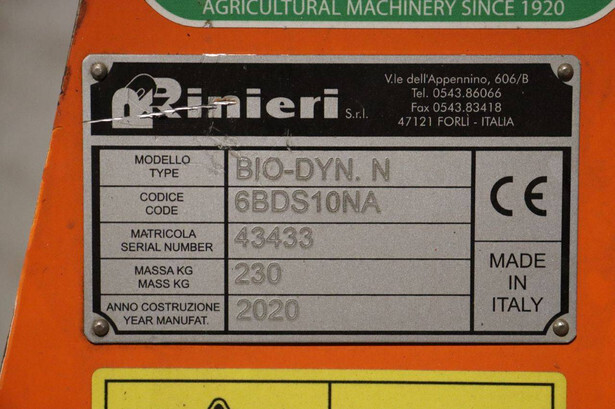 AGRICULTURAL MACHINERY SINCE 1920
Rinieri S.r.l.
V.le dell'Appennino, 606/B
Tel. 0543.86066
Fax 0543.83418
47121 FORLÌ - ITALIA
MODELLO
TYPE
BIO-DYN. N
CODICE
CODE
6BDS10NA
MATRICOLA
SERIAL NUMBER
43433
MASSA KG
MASS KG
230
ANNO COSTRUZIONE
YEAR MANUFAT.
2020
CE
MADE
IN
ITALY